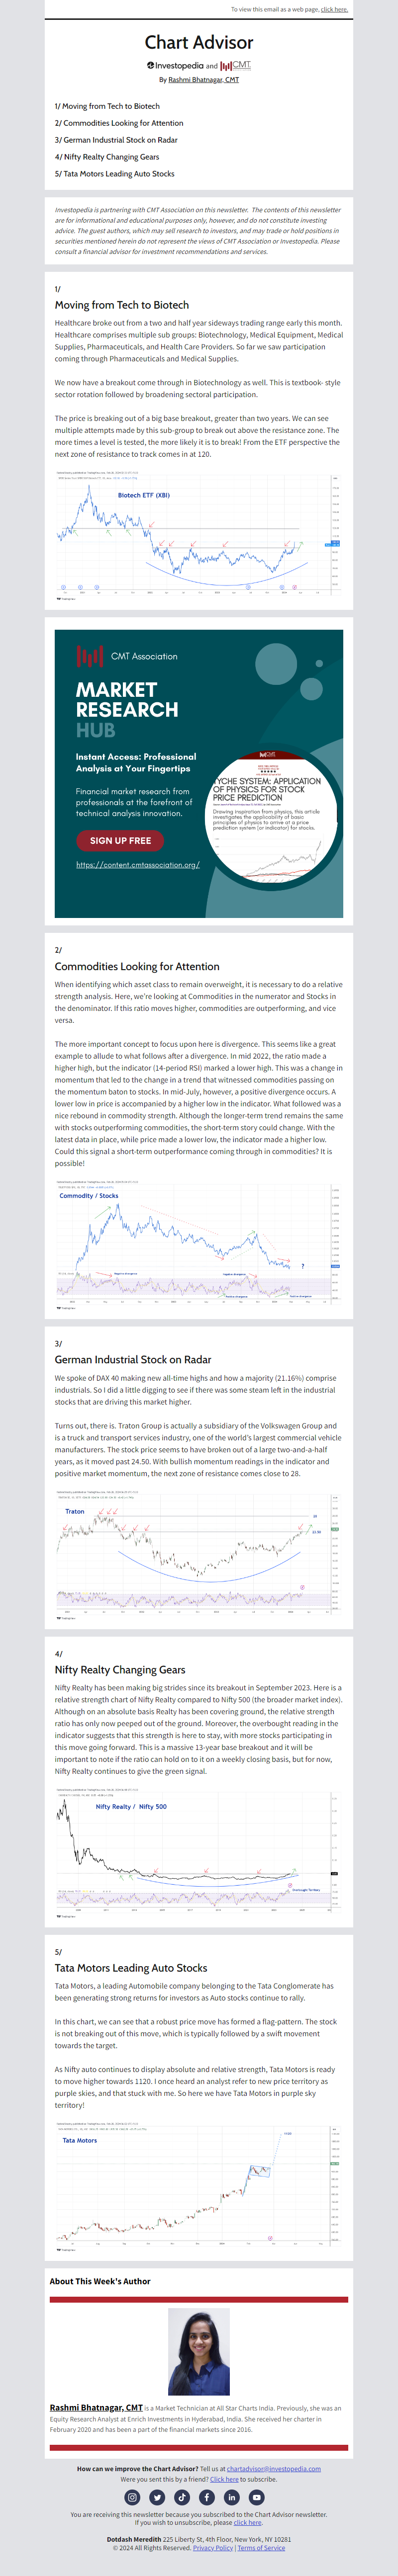 To view this email as a web page, click here.
Chart Advisor
Investopedia and CMT
By Rashmi Bhatnagar, CMT
1/ Moving from Tech to Biotech
2/ Commodities Looking for Attention
3/ German Industrial Stock on Radar
4/ Nifty Realty Changing Gears
5/ Tata Motors Leading Auto Stocks
Investopedia is partnering with CMT Association on this newsletter. The contents of this newsletter
are for informational and educational purposes only, however, and do not constitute investing
advice. The guest authors, which may sell research to investors, and may trade or hold positions in
securities mentioned herein do not represent the views of CMT Association or Investopedia. Please
consult a financial advisor for investment recommendations and services.
1/
Moving from Tech to Biotech
Healthcare broke out from a two and half year sideways trading range early this month.
Healthcare comprises multiple sub groups: Biotechnology, Medical Equipment, Medical
Supplies, Pharmaceuticals, and Health Care Providers. So far we saw participation
coming through Pharmaceuticals and Medical Supplies.
We now have a breakout come through in Biotechnology as well. This is textbook- style
sector rotation followed by broadening sectoral participation.
The price is breaking out of a big base breakout, greater than two years. We can see
multiple attempts made by this sub-group to break out above the resistance zone. The
more times a level is tested, the more likely it is to break! From the ETF perspective the
next zone of resistance to track comes in at 120.
Biotech ETF (XBI)
TradingView
CMT Association
MARKET
RESEARCH
HUB
Instant Access: Professional
Analysis at Your Fingertips
Financial market research from
professionals at the forefront of
technical analysis innovation.
SIGN UP FREE
https://content.cmtassociation.org/
TYCHE SYSTEM: APPLICATION
OF PHYSICS FOR STOCK
PRICE PREDICTION
Drawing inspiration from physics, this article
investigates the applicability of basic
principles of physics to arrive at a price
prediction system (or indicator) for stocks.
2/
Commodities Looking for Attention
When identifying which asset class to remain overweight, it is necessary to do a relative
strength analysis. Here, we're looking at Commodities in the numerator and Stocks in
the denominator. If this ratio moves higher, commodities are outperforming, and vice
versa.
The more important concept to focus upon here is divergence. This seems like a great
example to allude to what follows after a divergence. In mid 2022, the ratio made a
higher high, but the indicator (14-period RSI) marked a lower high. This was a change in
momentum that led to the change in a trend that witnessed commodities passing on
the momentum baton to stocks. In mid-July, however, a positive divergence occurs. A
lower low in price is accompanied by a higher low in the indicator. What followed was a
nice rebound in commodity strength. Although the longer-term trend remains the same
with stocks outperforming commodities, the short-term story could change. With the
latest data in place, while price made a lower low, the indicator made a higher low.
Could this signal a short-term outperformance coming through in commodities? It is
possible!
Commodity / Stocks
?
Negative divergence
Negative divergence
Positive divergence
Positive divergence
TradingView
3/
German Industrial Stock on Radar
We spoke of DAX 40 making new all-time highs and how a majority (21.16%) comprise
industrials. So I did a little digging to see if there was some steam left in the industrial
stocks that are driving this market higher.
Turns out, there is. Traton Group is actually a subsidiary of the Volkswagen Group and
is a truck and transport services industry, one of the world's largest commercial vehicle
manufacturers. The stock price seems to have broken out of a large two-and-a-half
years, as it moved past 24.50. With bullish momentum readings in the indicator and
positive market momentum, the next zone of resistance comes close to 28.
Traton
28
TradingView
4/
Nifty Realty Changing Gears
Nifty Realty has been making big strides since its breakout in September 2023. Here is a
relative strength chart of Nifty Realty compared to Nifty 500 (the broader market index).
Although on an absolute basis Realty has been covering ground, the relative strength
ratio has only now peeped out of the ground. Moreover, the overbought reading in the
indicator suggests that this strength is here to stay, with more stocks participating in
this move going forward. This is a massive 13-year base breakout and it will be
important to note if the ratio can hold on to it on a weekly closing basis, but for now,
Nifty Realty continues to give the green signal.
Nifty Realty / Nifty 500
TradingView
5/
Tata Motors Leading Auto Stocks
Tata Motors, a leading Automobile company belonging to the Tata Conglomerate has
been generating strong returns for investors as Auto stocks continue to rally.
In this chart, we can see that a robust price move has formed a flag-pattern. The stock
is not breaking out of this move, which is typically followed by a swift movement
towards the target.
As Nifty auto continues to display absolute and relative strength, Tata Motors is ready
to move higher towards 1120. I once heard an analyst refer to new price territory as
purple skies, and that stuck with me. So here we have Tata Motors in purple sky
territory!
Tata Motors
TradingView
About This Week's Author
Rashmi Bhatnagar, CMT is a Market Technician at All Star Charts India. Previously, she was an
Equity Research Analyst at Enrich Investments in Hyderabad, India. She received her charter in
February 2020 and has been a part of the financial markets since 2016.
How can we improve the Chart Advisor? Tell us at chartadvisor@investopedia.com
Were you sent this by a friend? Click here to subscribe.
You are receiving this newsletter because you subscribed to the Chart Advisor newsletter.
If you wish to unsubscribe, please click here.
Dotdash Meredith 225 Liberty St, 4th Floor, New York, NY 10281
© 2024 All Rights Reserved. Privacy Policy | Terms of Service